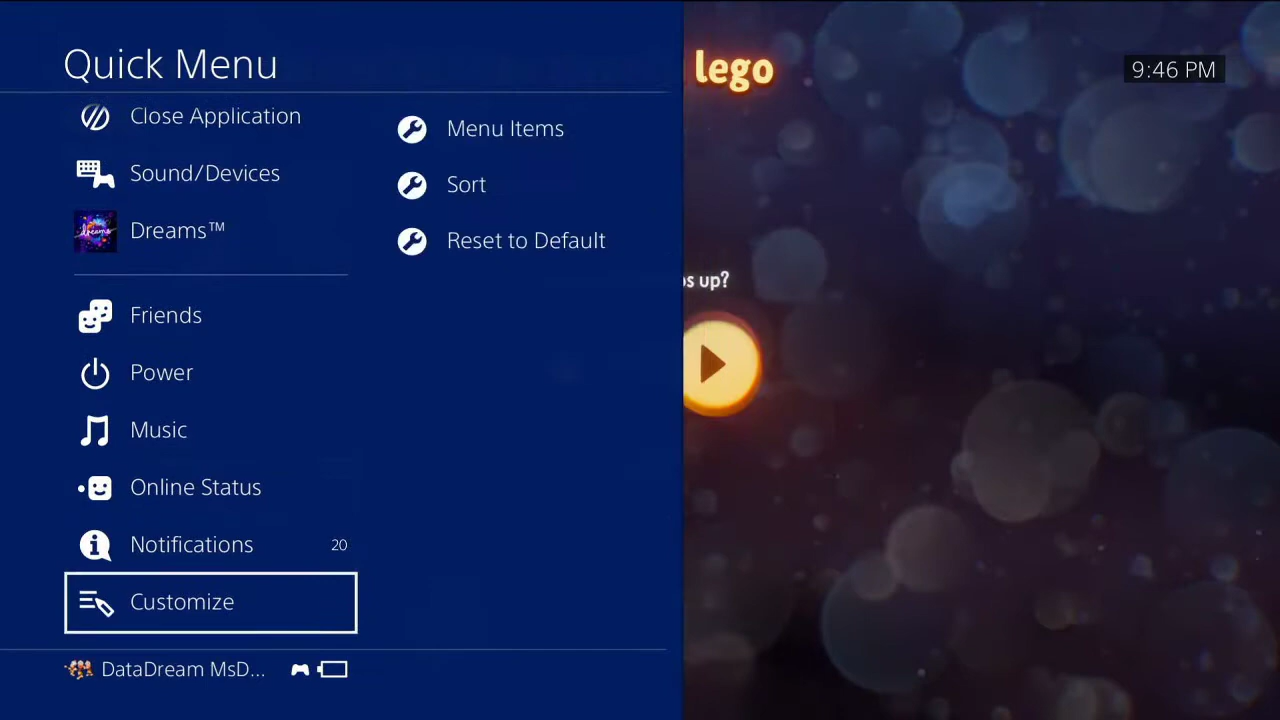 Quick Menu
Close Application
Sound/Devices
Dreams™
Friends
Power
Music
Online Status
Notifications 20
Customize
DataDream MsD...
Menu Items
Sort
Reset to Default
lego
9:46 PM
s up?
dreams